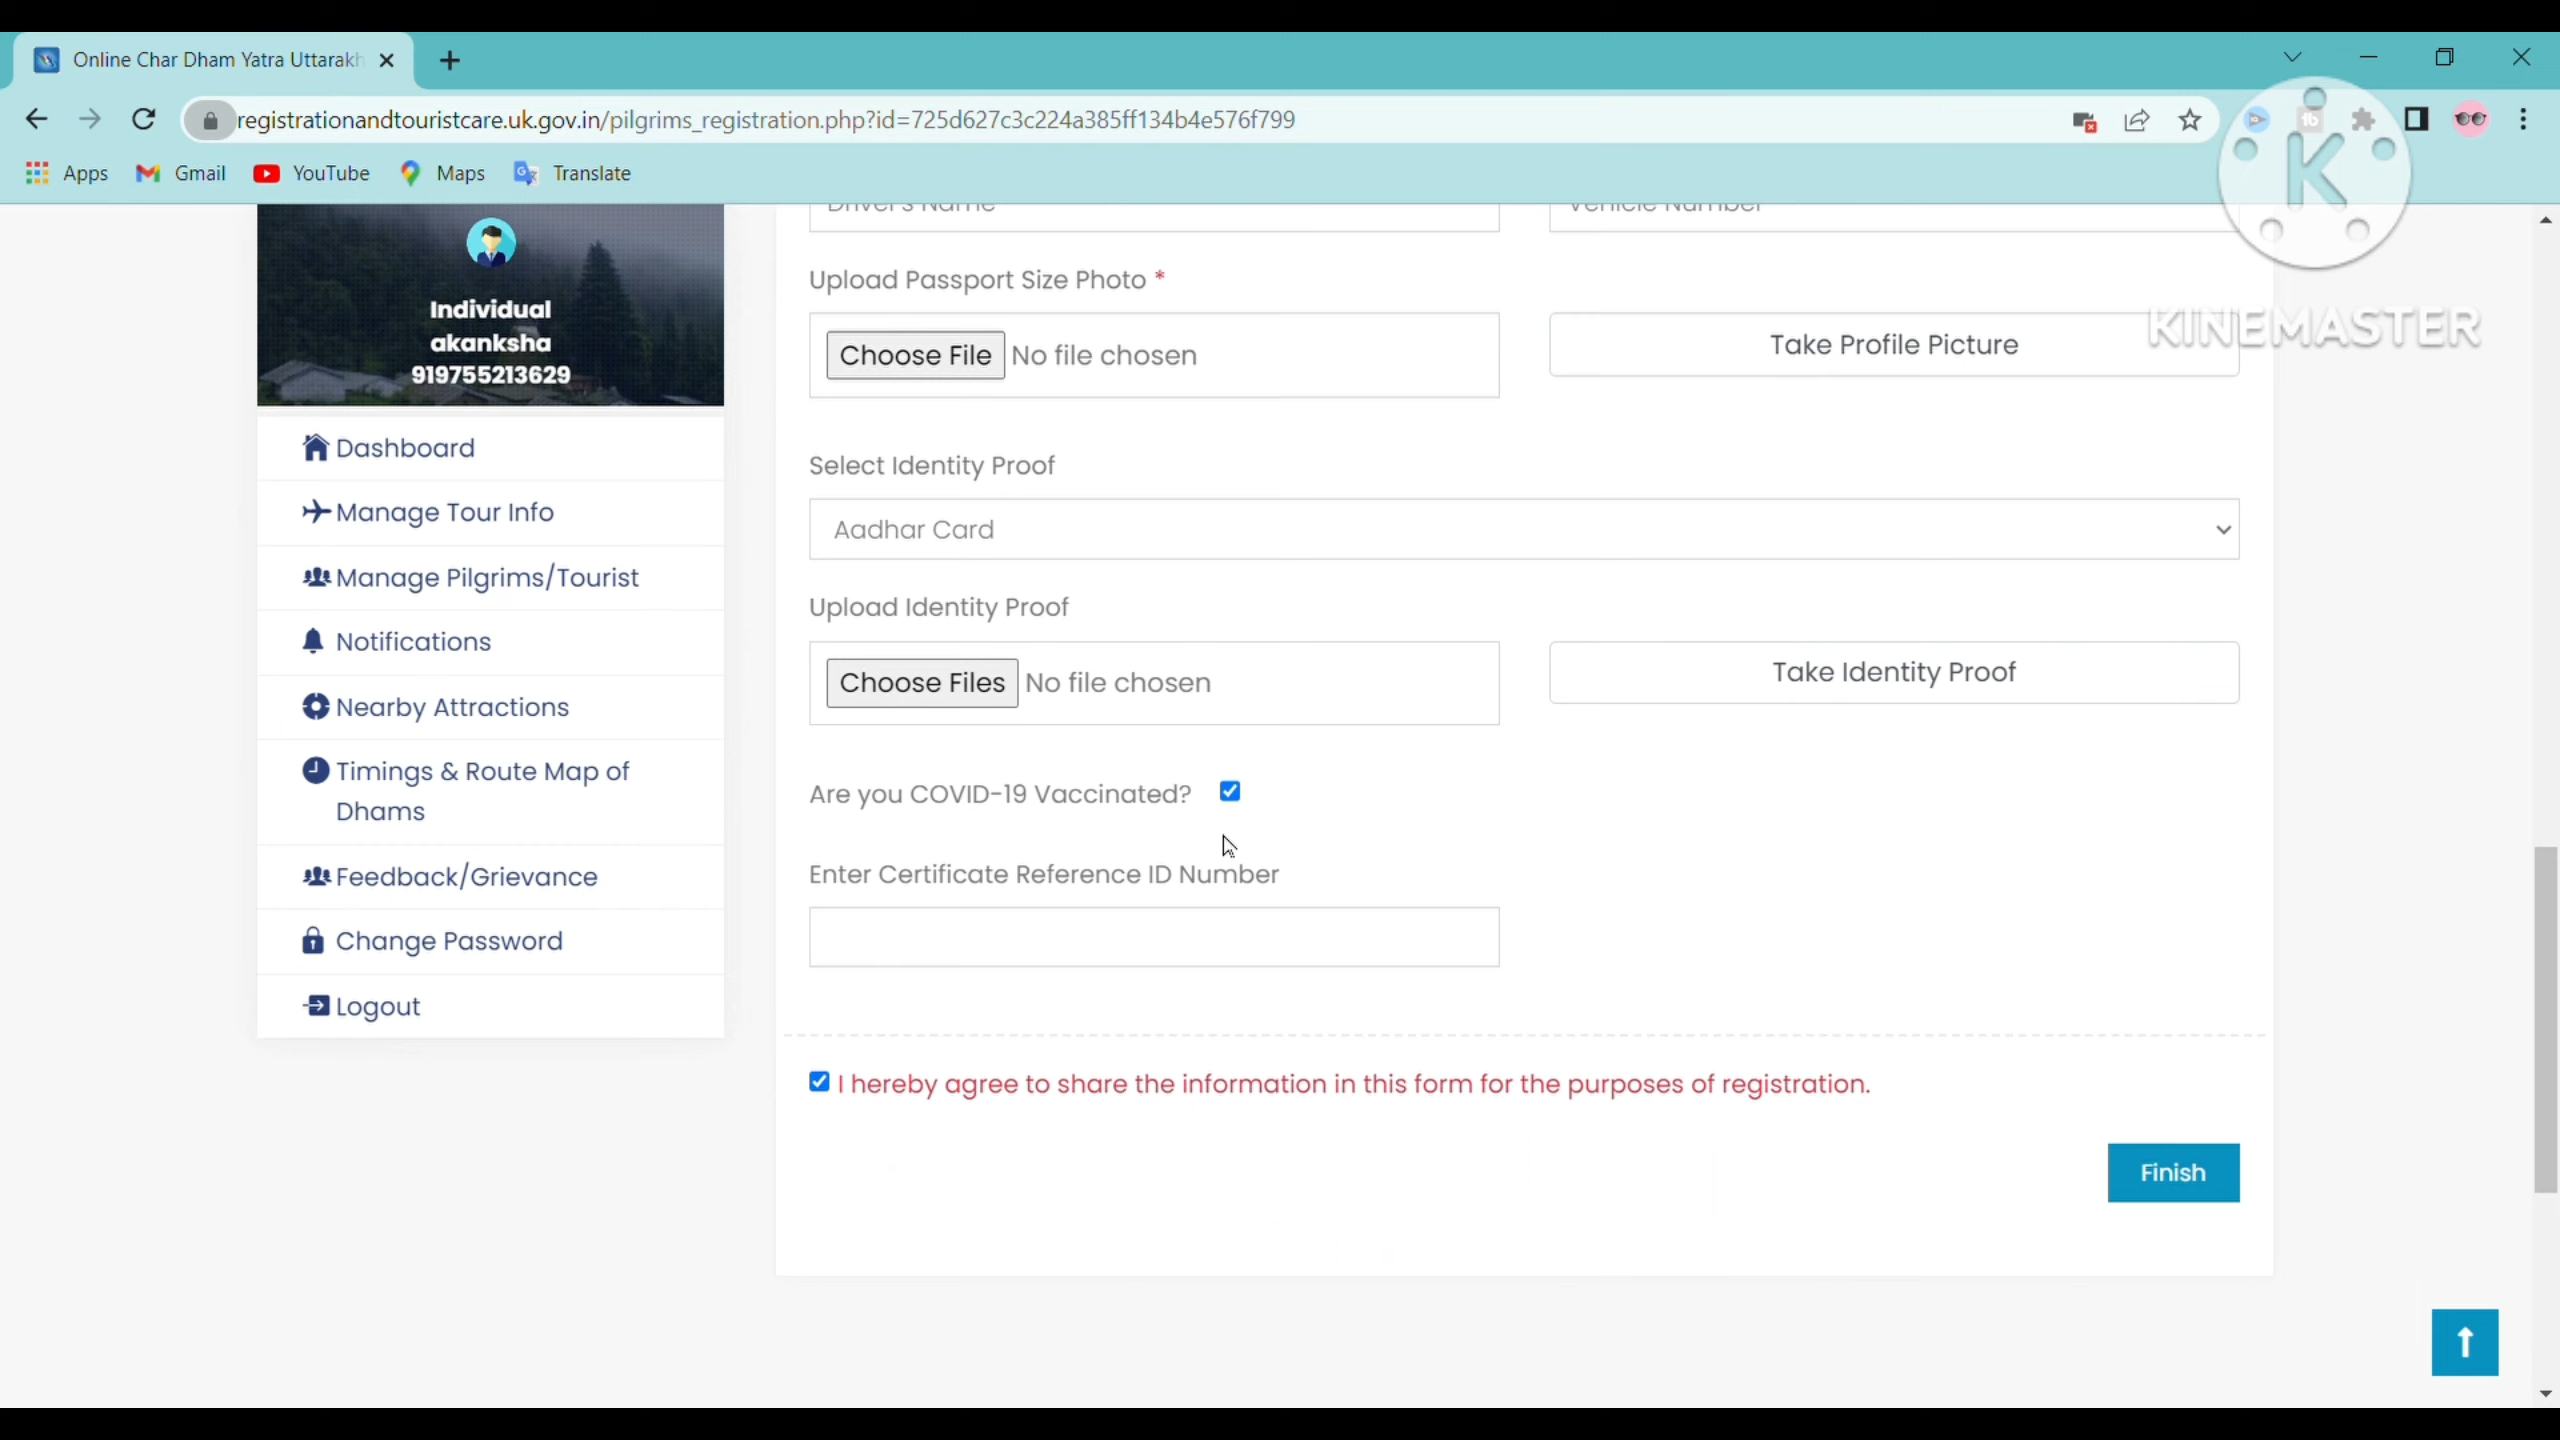 Online Char Dham Yatra Uttarakh
registrationandtouristcare.uk.gov.in/pilgrims_registration.php?id=725d627c3c224a385ff134b4e576f799
Apps Gmail YouTube Maps Translate
K
KINEMASTER
Individual
akanksha
919755213629
Dashboard
Manage Tour Info
Manage Pilgrims/Tourist
Notifications
Nearby Attractions
Timings & Route Map of
Dhams
Feedback/Grievance
Change Password
Logout
Driver's Name Vehicle Number
Upload Passport Size Photo *
Choose File No file chosen Take Profile Picture
Select Identity Proof
Aadhar Card
Upload Identity Proof
Choose Files No file chosen Take Identity Proof
Are you COVID-19 Vaccinated?
Enter Certificate Reference ID Number
I hereby agree to share the information in this form for the purposes of registration.
Finish